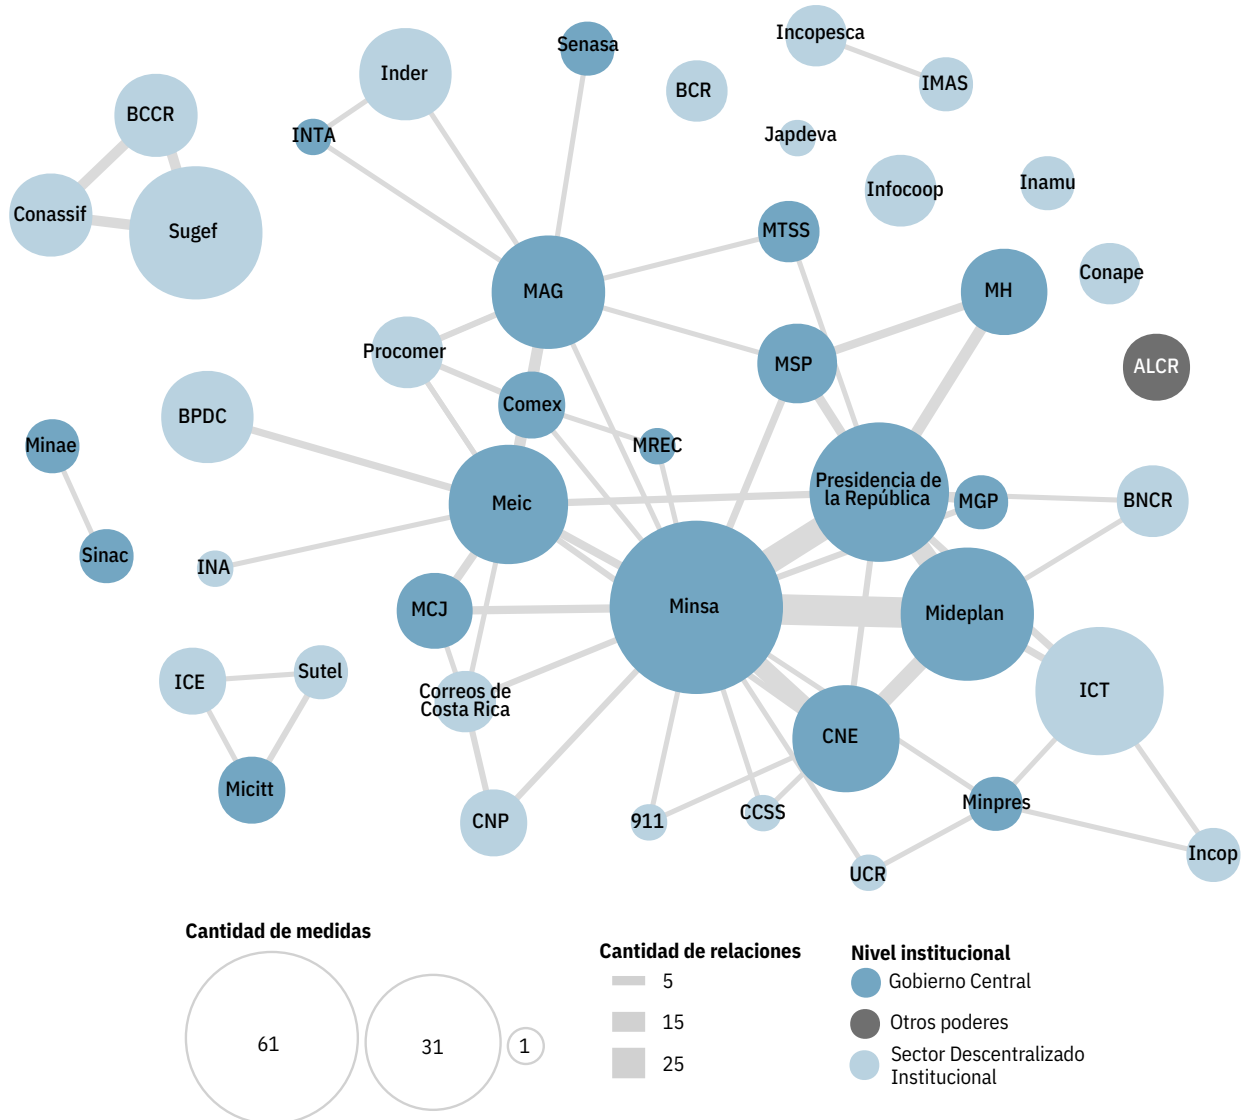 Incopesca
Senasa
Inder
IMAS
BCR
BCCR
INTA
Japdeva
Infocoop
Inamu
Conassif
Sugef
MTSS
Conape
MAG
MH
Procomer
MSP
ALCR
Comex
BPDC
Minae
MREC
Presidencia de
la República
MGP
BNCR
Meic
Sinac
INA
MCJ
Minsa
Mideplan
Sutel
ICE
Correos de
Costa Rica
ICT
CNE
Micitt
CNP
911
CCSS
Minpres
Incop
UCR
Cantidad de medidas
61
31
1
Cantidad de relaciones
5
15
25
Nivel institucional
Gobierno Central
Otros poderes
Sector Descentralizado
Institucional